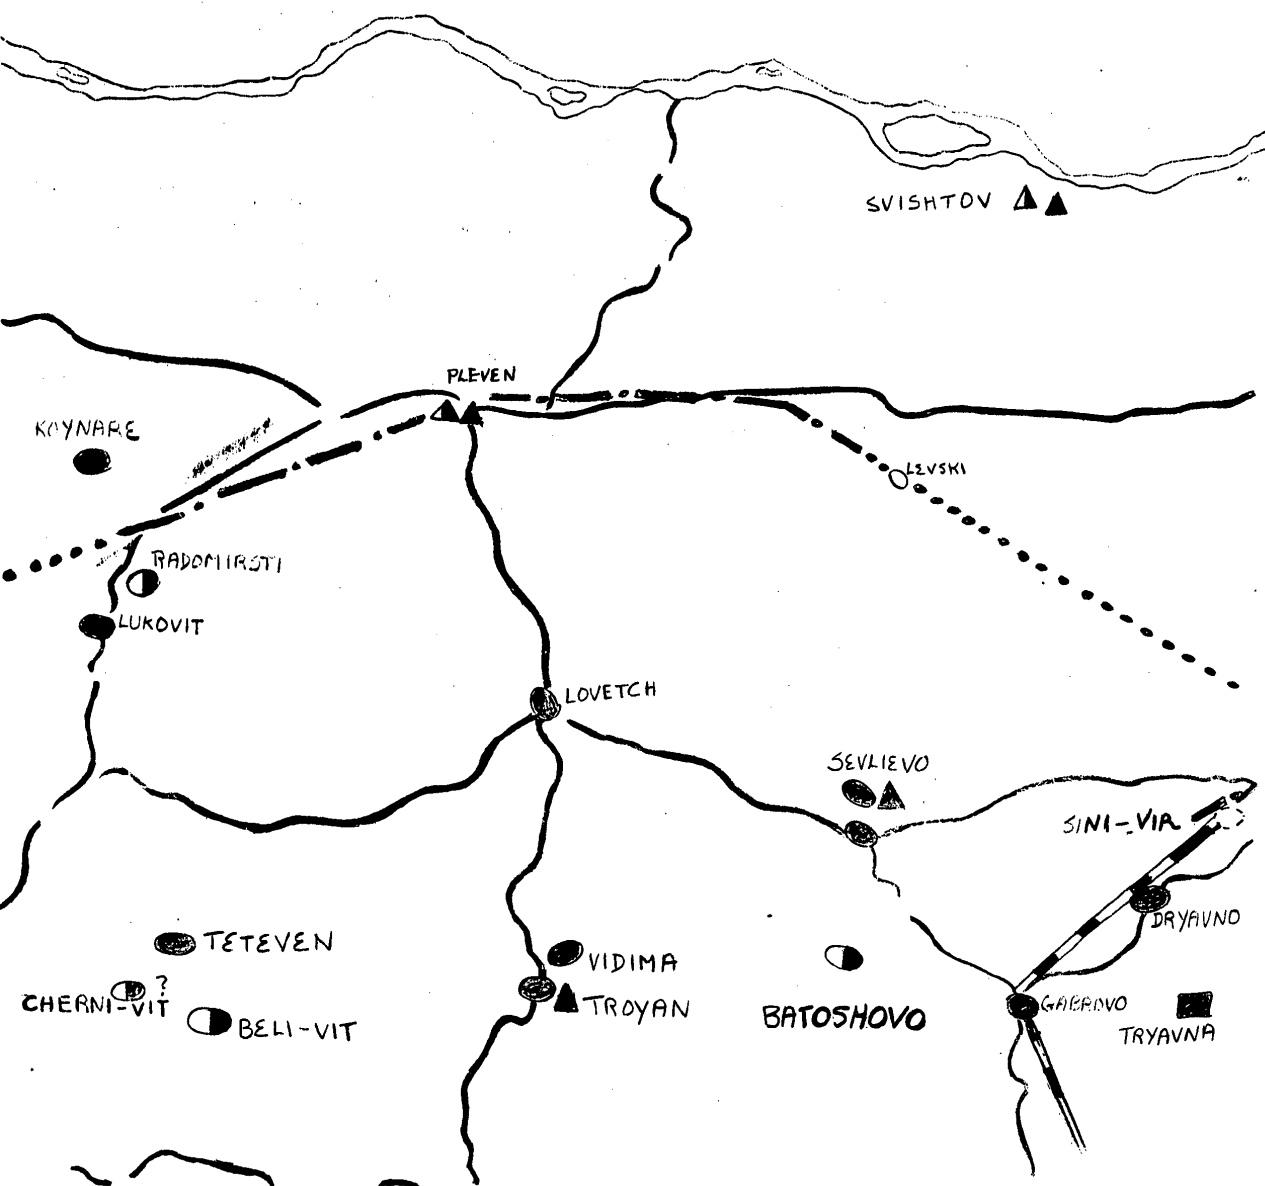 SVISHTOV
PLEVEN
KOYNARE
LEVSKI
RADOMIRSTI
LUKOVIT
LOVETCH
SEVLIEVO
SINI-VIR
DRYAVNO
TETEVEN
VIDIMA
?
CHERNI-VIT
GABROVO
TROYAN
BATOSHOVO
BELI-VIT
TRYAVNA